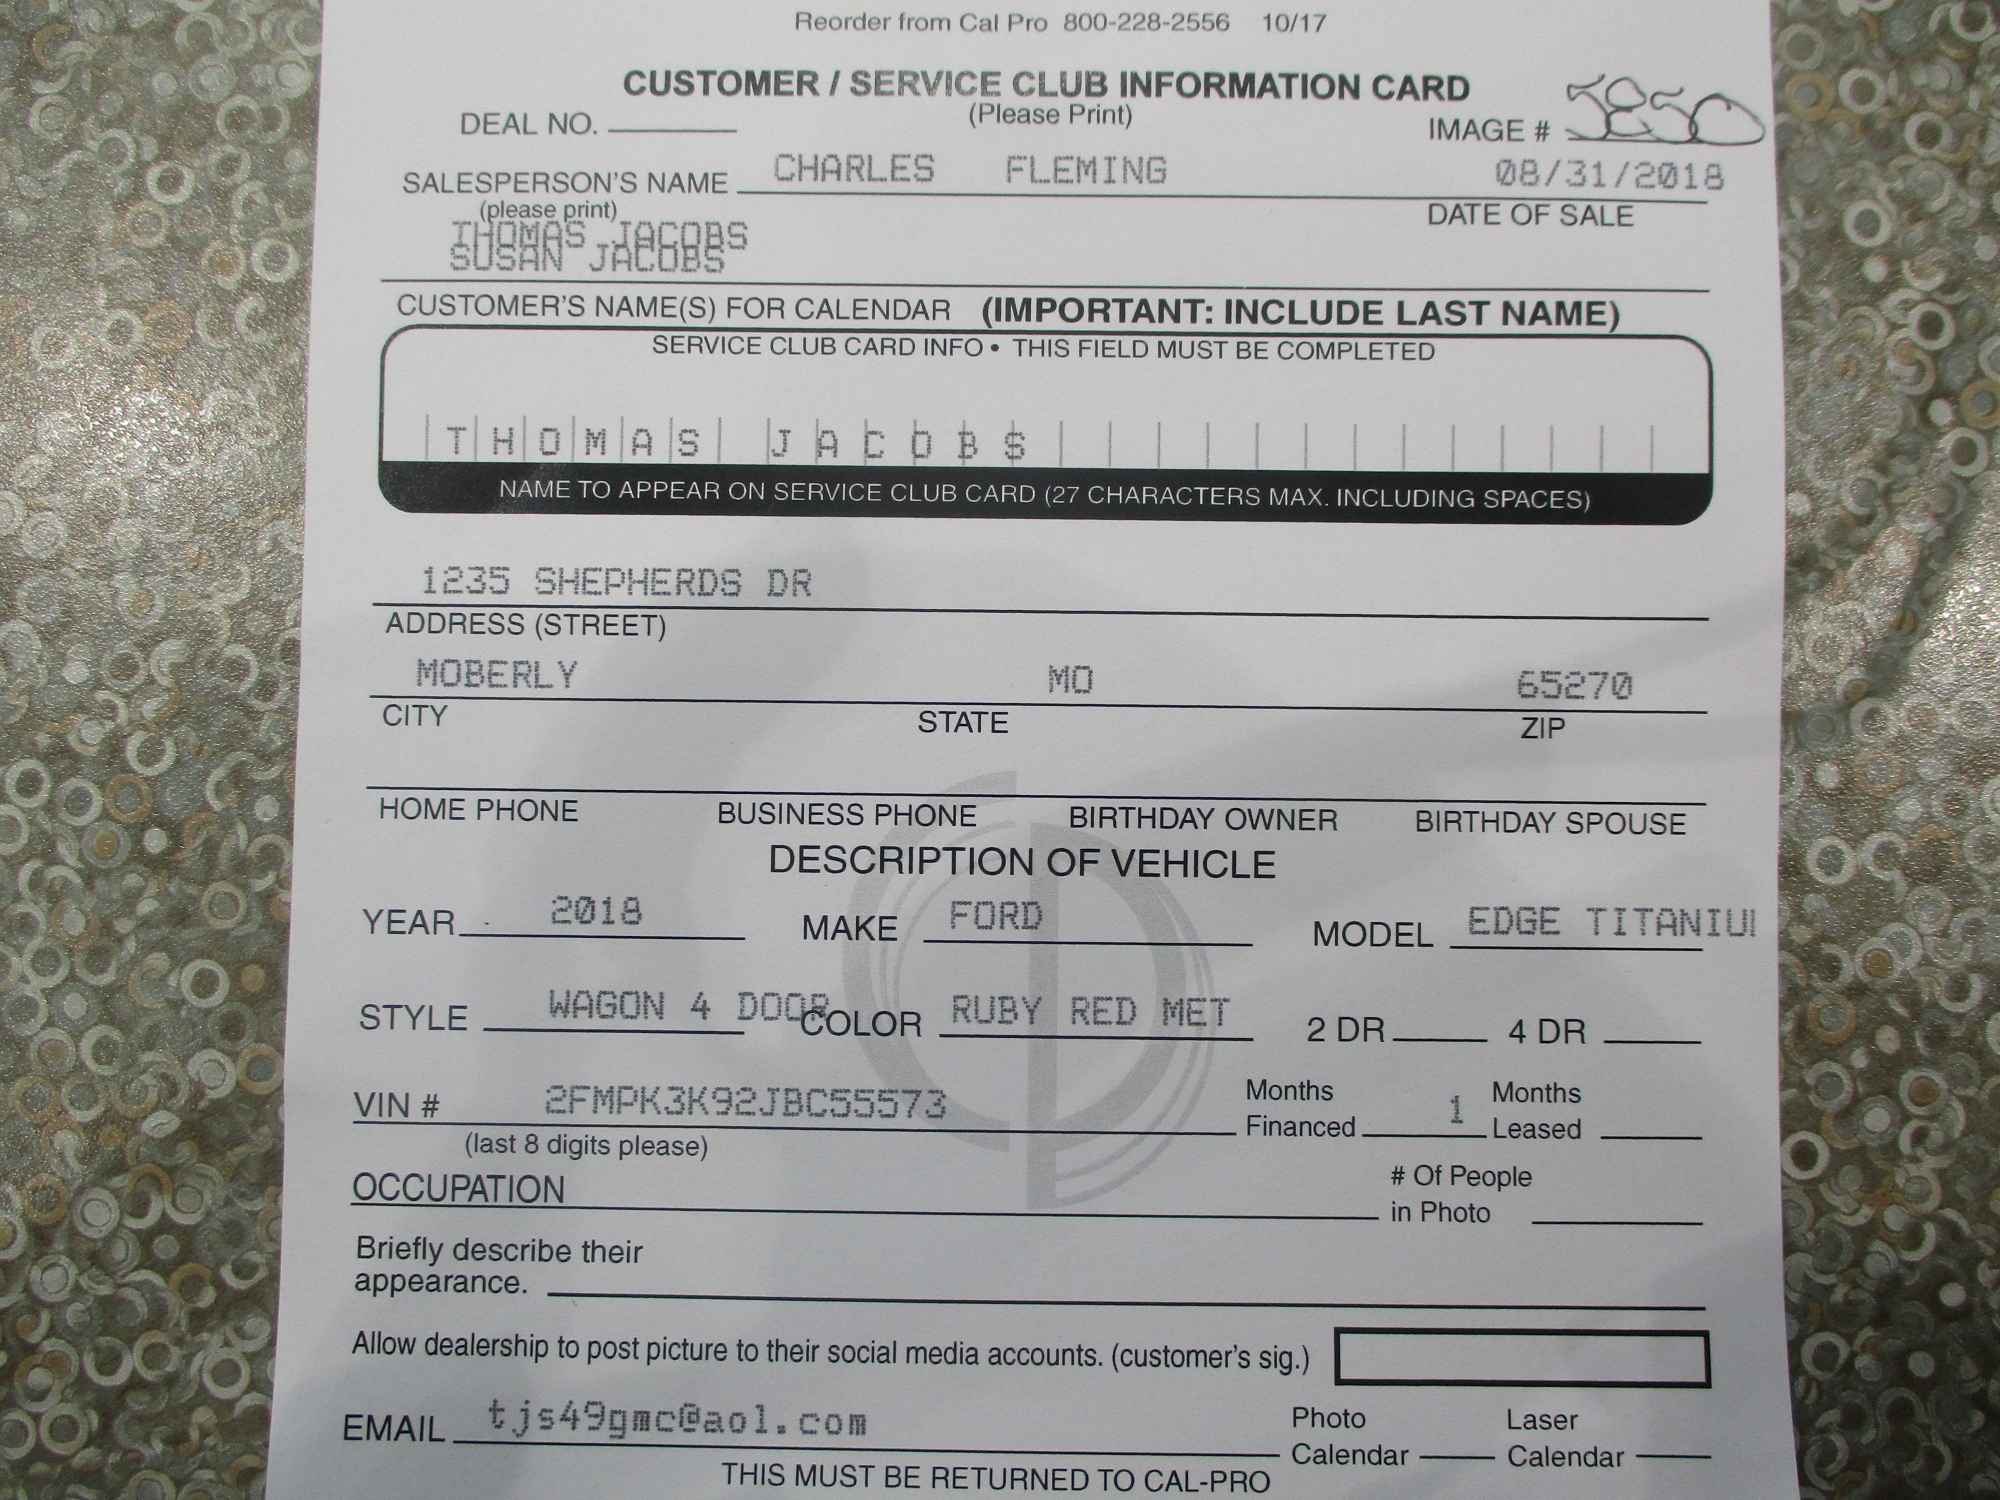 Reorder from Cal Pro 800-228-2556 10/17
CUSTOMER / SERVICE CLUB INFORMATION CARD
(Please Print)
DEAL NO. IMAGE # 5850
SALESPERSON'S NAME CHARLES FLEMING 08/31/2018
(please print) DATE OF SALE
THOMAS JACOBS
SUSAN JACOBS
CUSTOMER'S NAME(S) FOR CALENDAR (IMPORTANT: INCLUDE LAST NAME)
SERVICE CLUB CARD INFO • THIS FIELD MUST BE COMPLETED
THOMAS JACOBS
NAME TO APPEAR ON SERVICE CLUB CARD (27 CHARACTERS MAX. INCLUDING SPACES)
1235 SHEPHERDS DR
ADDRESS (STREET)
MOBERLY MO 65270
CITY STATE ZIP
HOME PHONE BUSINESS PHONE BIRTHDAY OWNER BIRTHDAY SPOUSE
DESCRIPTION OF VEHICLE
YEAR 2018 MAKE FORD MODEL EDGE TITANIU
STYLE WAGON 4 DOOR COLOR RUBY RED MET 2 DR 4 DR
VIN # 2FMPK3K92JBC55573 Months Financed 1 Months Leased
(last 8 digits please)
OCCUPATION # Of People in Photo
Briefly describe their
appearance.
Allow dealership to post picture to their social media accounts. (customer's sig.)
EMAIL tjs49gmc@aol.com Photo Calendar Laser Calendar
THIS MUST BE RETURNED TO CAL-PRO